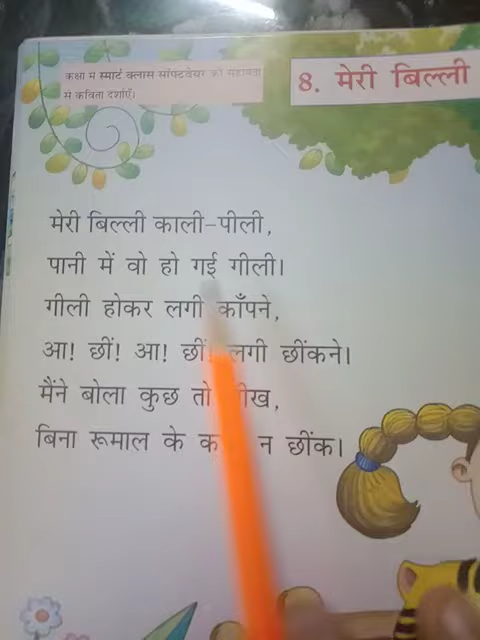 कक्षा में स्मार्ट क्लास सॉफ्टवेयर की सहायता
से कविता दर्शाएँ।
8. मेरी बिल्ली
मेरी बिल्ली काली-पीली,
पानी में वो हो गई गीली।
गीली होकर लगी काँपने,
आ! छीं! आ! छीं! लगी छींकने।
मैंने बोला कुछ तो
बिना रूमाल के न छींक।